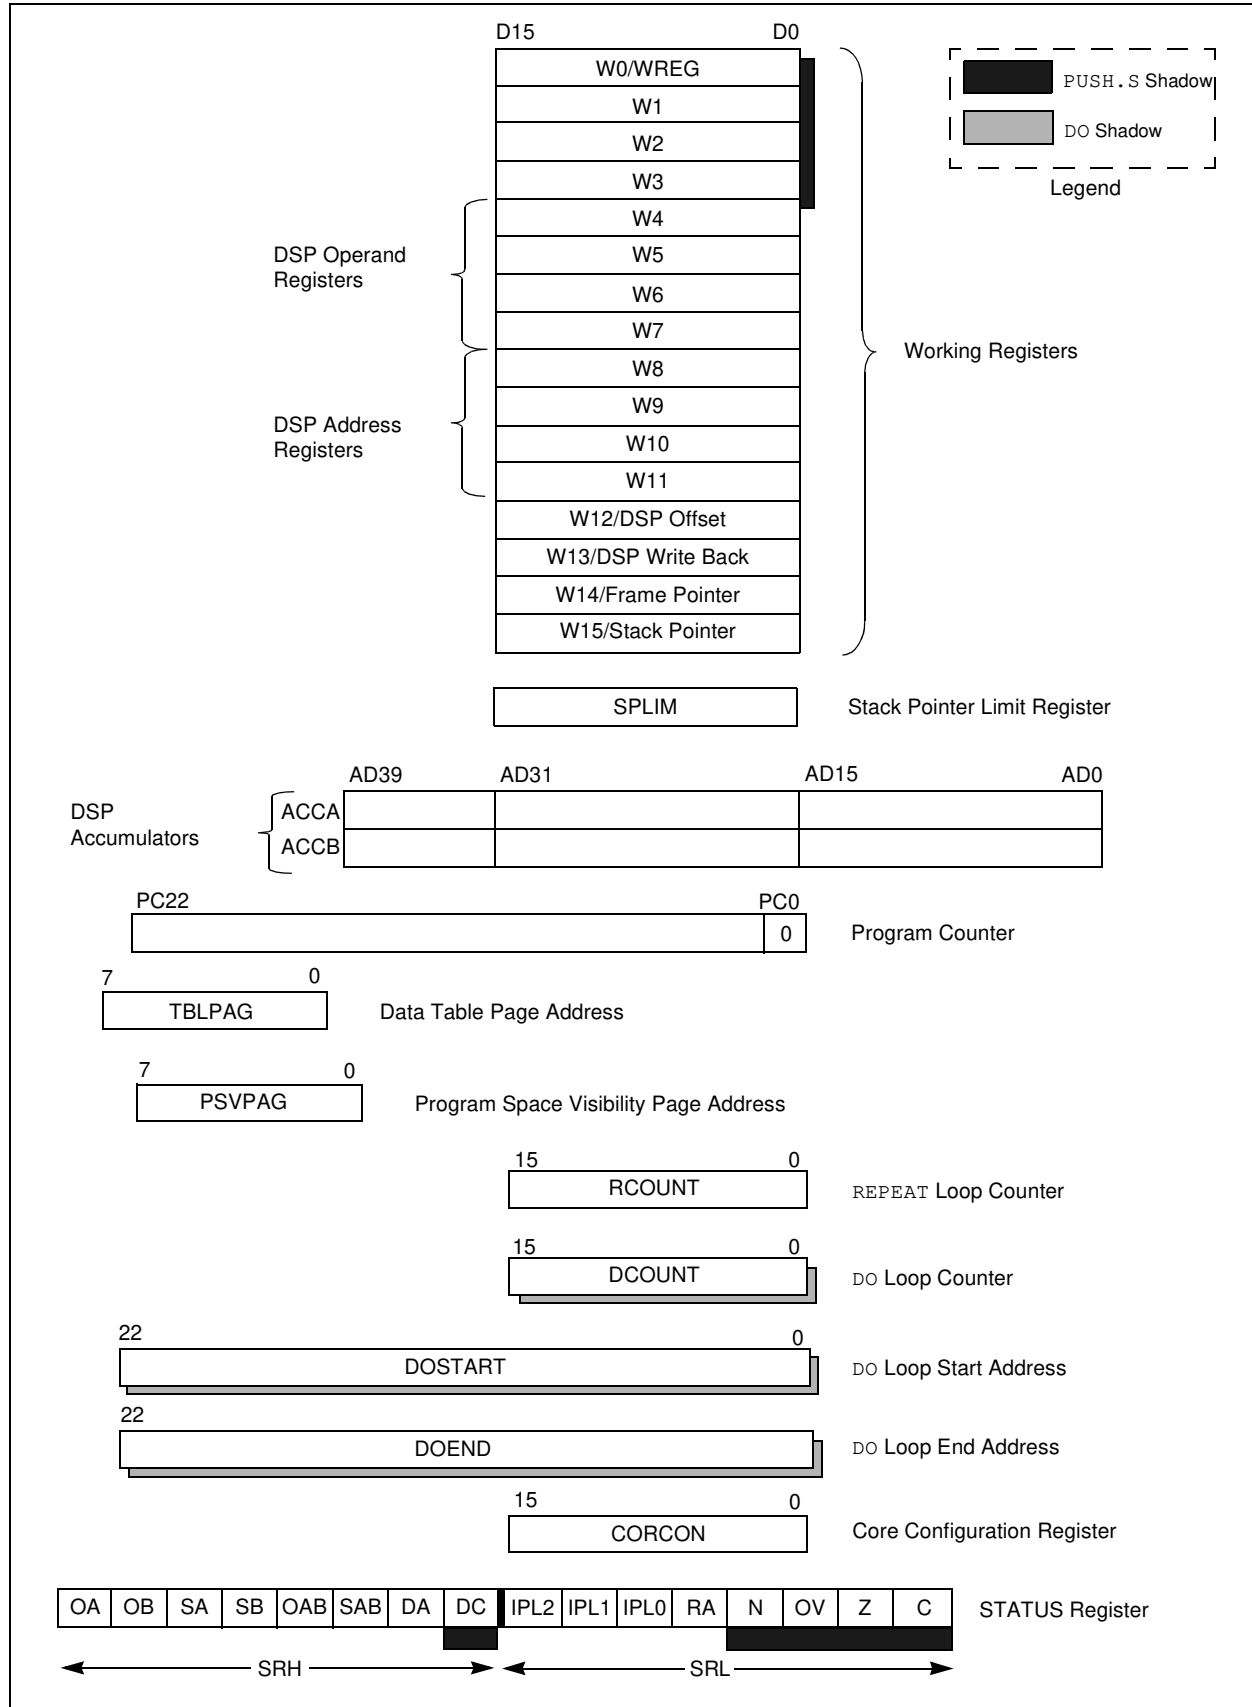 D15 D0
W0/WREG
W1
W2
W3
W4
W5
W6
W7
W8
W9
W10
W11
W12/DSP Offset
W13/DSP Write Back
W14/Frame Pointer
W15/Stack Pointer
PUSH.S Shadow
DO Shadow
Legend
DSP Operand
Registers
DSP Address
Registers
Working Registers
SPLIM Stack Pointer Limit Register
AD39 AD31 AD15 AD0
DSP
Accumulators
ACCA
ACCB
PC22 PC0
0 Program Counter
7 0
TBLPAG Data Table Page Address
7 0
PSVPAG Program Space Visibility Page Address
15 0
RCOUNT REPEAT Loop Counter
15 0
DCOUNT DO Loop Counter
22 0
DOSTART DO Loop Start Address
22
DOEND DO Loop End Address
15 0
CORCON Core Configuration Register
OA OB SA SB OAB SAB DA DC IPL2 IPL1 IPL0 RA N OV Z C STATUS Register
SRH SRL